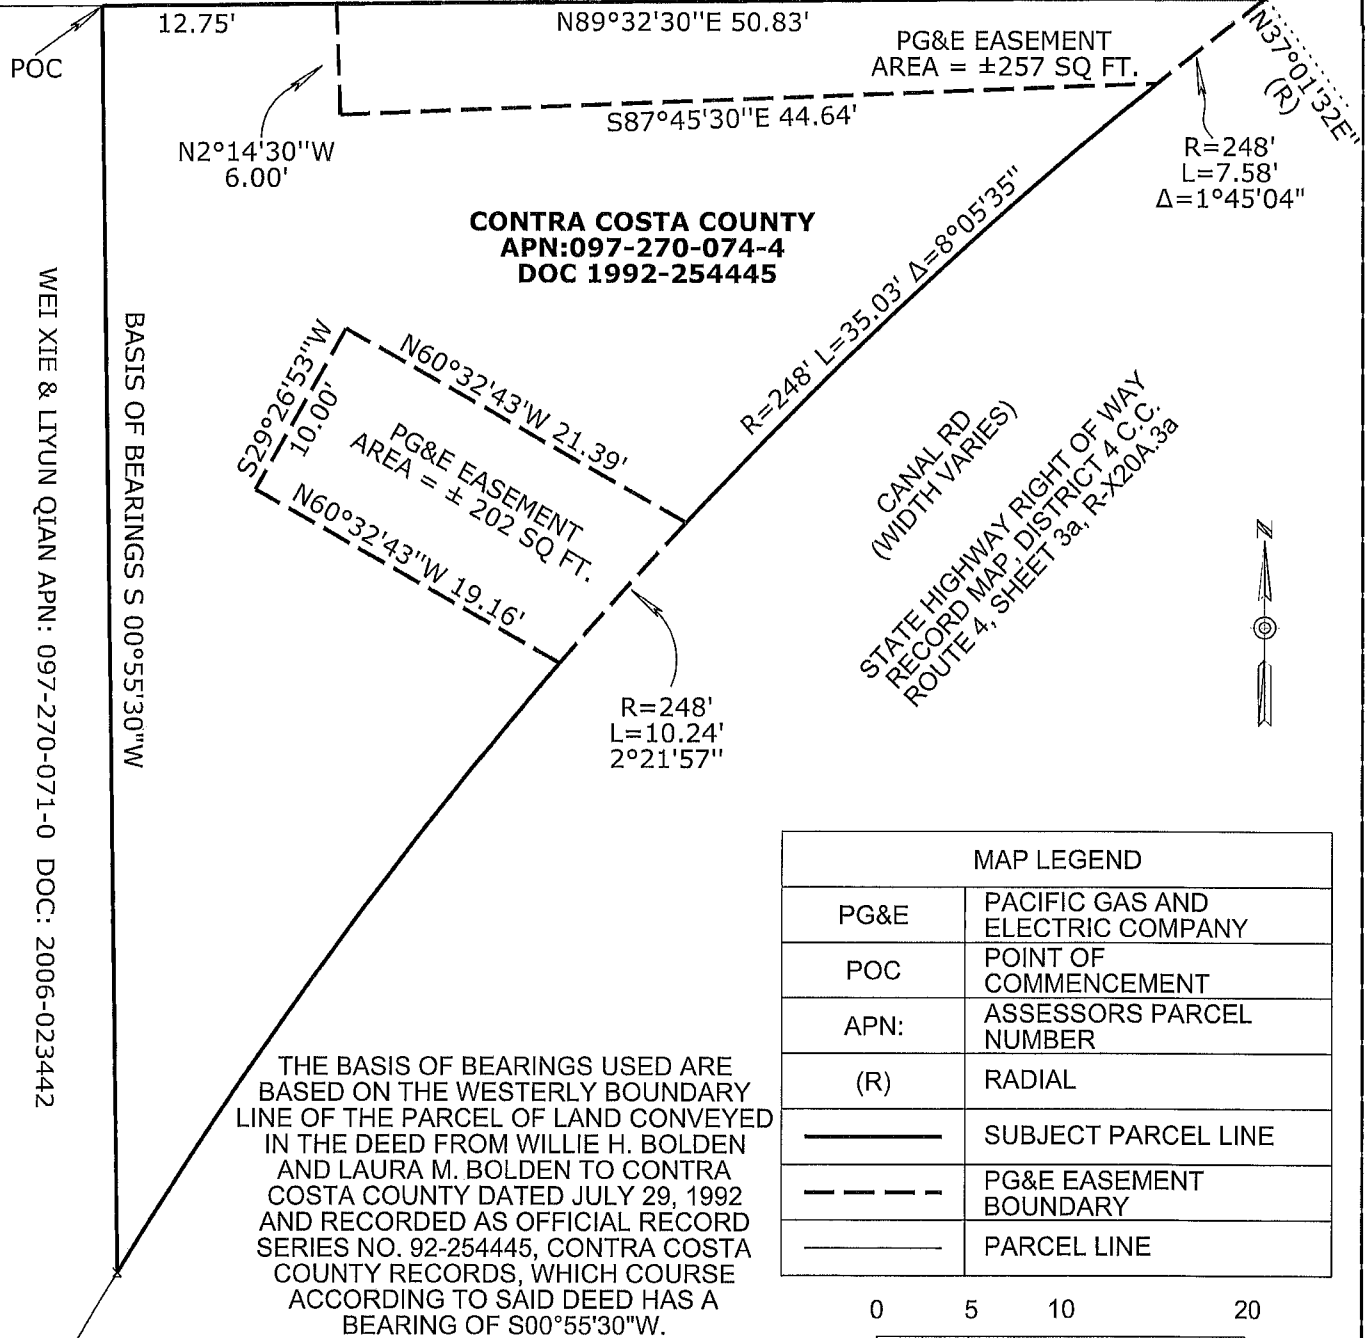 12.75'
N89°32'30"E 50.83'
POC
PG&E EASEMENT
AREA = ±257 SQ FT.
N37°01'32E"
(R)
S87°45'30"E 44.64'
N2°14'30"W
6.00'
R=248'
L=7.58'
Δ=1°45'04"
CONTRA COSTA COUNTY
APN:097-270-074-4
DOC 1992-254445
R=248' L=35.03' Δ=8°05'35"
WEI XIE & LIYUN QIAN APN: 097-270-071-0 DOC: 2006-023442
BASIS OF BEARINGS S 00°55'30"W
S29°26'53"W
10.00'
N60°32'43"W 21.39'
PG&E EASEMENT
AREA = ± 202 SQ FT.
N60°32'43"W 19.16'
CANAL RD
(WIDTH VARIES)
STATE HIGHWAY RIGHT OF WAY
RECORD MAP, DISTRICT 4 C.C.
ROUTE 4, SHEET 3a, R-X20A.3a
N
R=248'
L=10.24'
2°21'57"
MAP LEGEND
PG&E PACIFIC GAS AND
ELECTRIC COMPANY
POC POINT OF
COMMENCEMENT
APN: ASSESSORS PARCEL
NUMBER
(R) RADIAL
SUBJECT PARCEL LINE
PG&E EASEMENT
BOUNDARY
PARCEL LINE
THE BASIS OF BEARINGS USED ARE
BASED ON THE WESTERLY BOUNDARY
LINE OF THE PARCEL OF LAND CONVEYED
IN THE DEED FROM WILLIE H. BOLDEN
AND LAURA M. BOLDEN TO CONTRA
COSTA COUNTY DATED JULY 29, 1992
AND RECORDED AS OFFICIAL RECORD
SERIES NO. 92-254445, CONTRA COSTA
COUNTY RECORDS, WHICH COURSE
ACCORDING TO SAID DEED HAS A
BEARING OF S00°55'30"W.
0 5 10 20